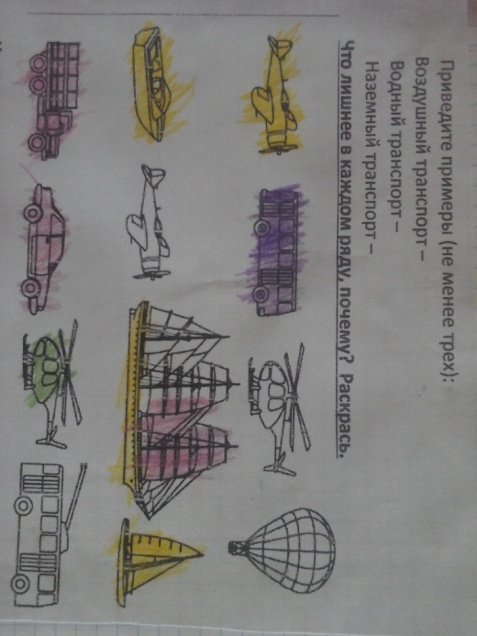 Приведите примеры (не менее трех):
Воздушный транспорт –
Водный транспорт –
Наземный транспорт –
Что лишнее в каждом ряду, почему? Раскрась.